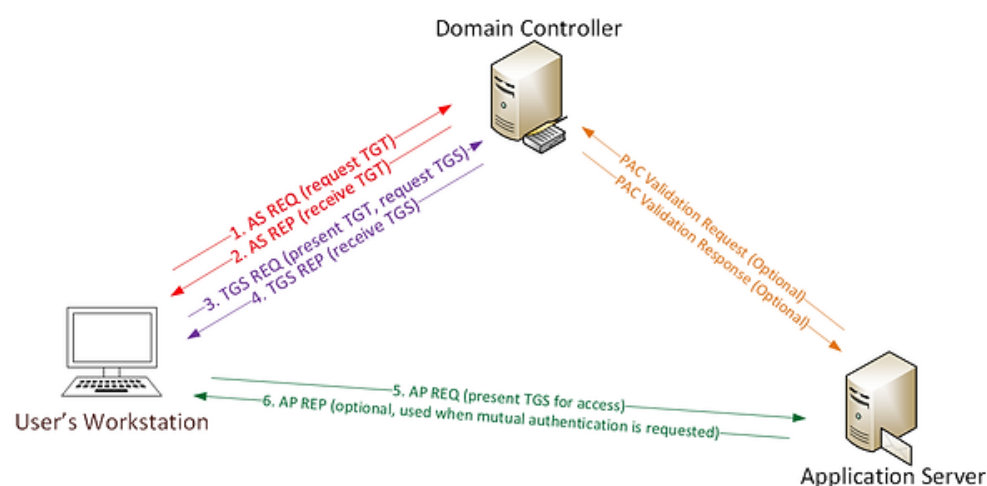 Domain Controller
1. AS REQ (request TGT)
2. AS REP (receive TGT)
3. TGS REQ (present TGT, request TGS)
4. TGS REP (receive TGS)
PAC Validation Request (Optional)
PAC Validation Response (Optional)
User's Workstation
5. AP REQ (present TGS for access)
6. AP REP (optional, used when mutual authentication is requested)
Application Server